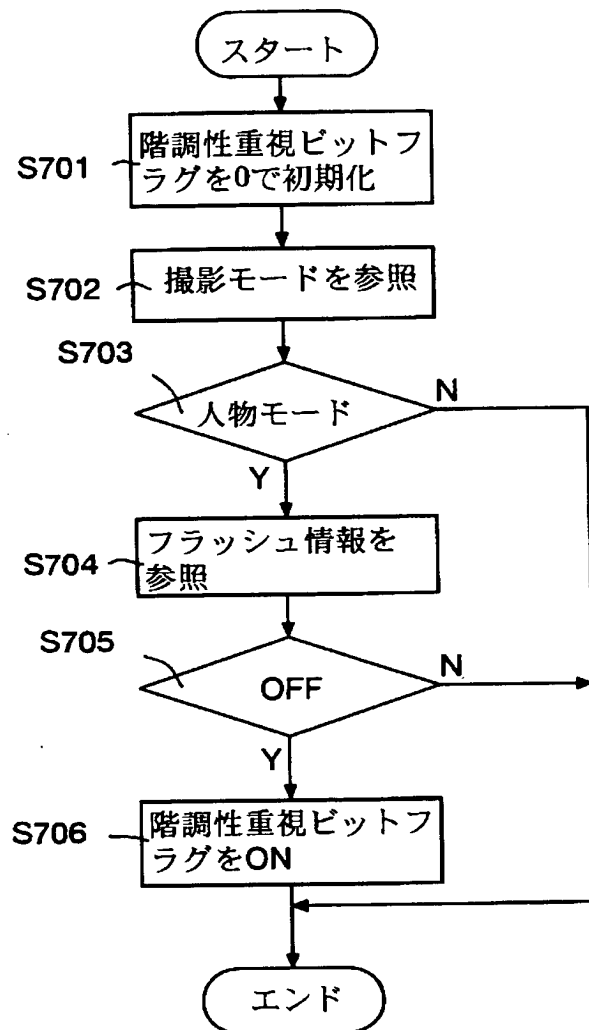 スタート
S701
階調性重視ビットフ
ラグを0で初期化
S702
撮影モードを参照
S703
人物モード
N
Y
S704
フラッシュ情報を
参照
S705
OFF
N
Y
S706
階調性重視ビットフ
ラグをON
エンド